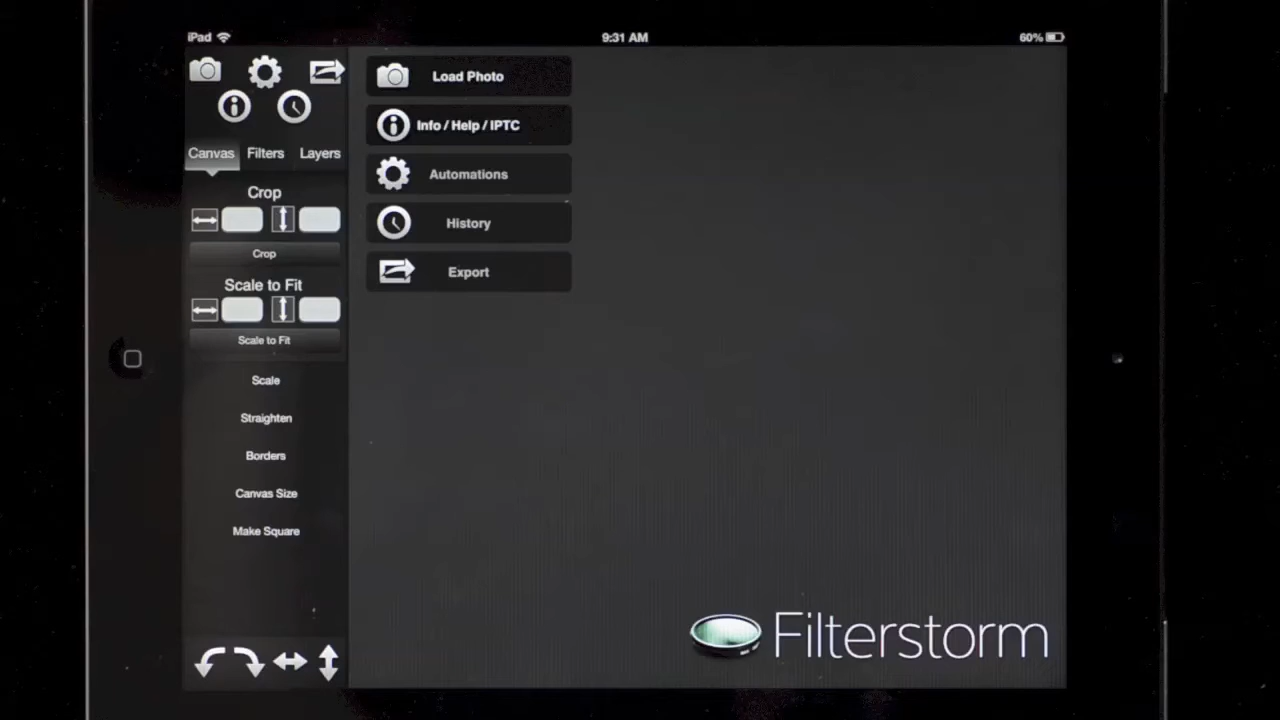 iPad
9:31 AM
60%
Canvas
Filters
Layers
Crop
Crop
Scale to Fit
Scale to Fit
Scale
Straighten
Borders
Canvas Size
Make Square
Load Photo
Info / Help / IPTC
Automations
History
Export
Filterstorm